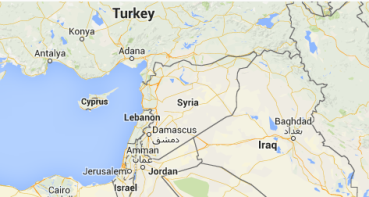 Turkey
Konya
Antalya
Adana
Cyprus
Syria
Lebanon
Damascus
دمشق
Baghdad
بغداد
Iraq
Amman
عمان
Jerusalem
Jordan
Israel
Cairo